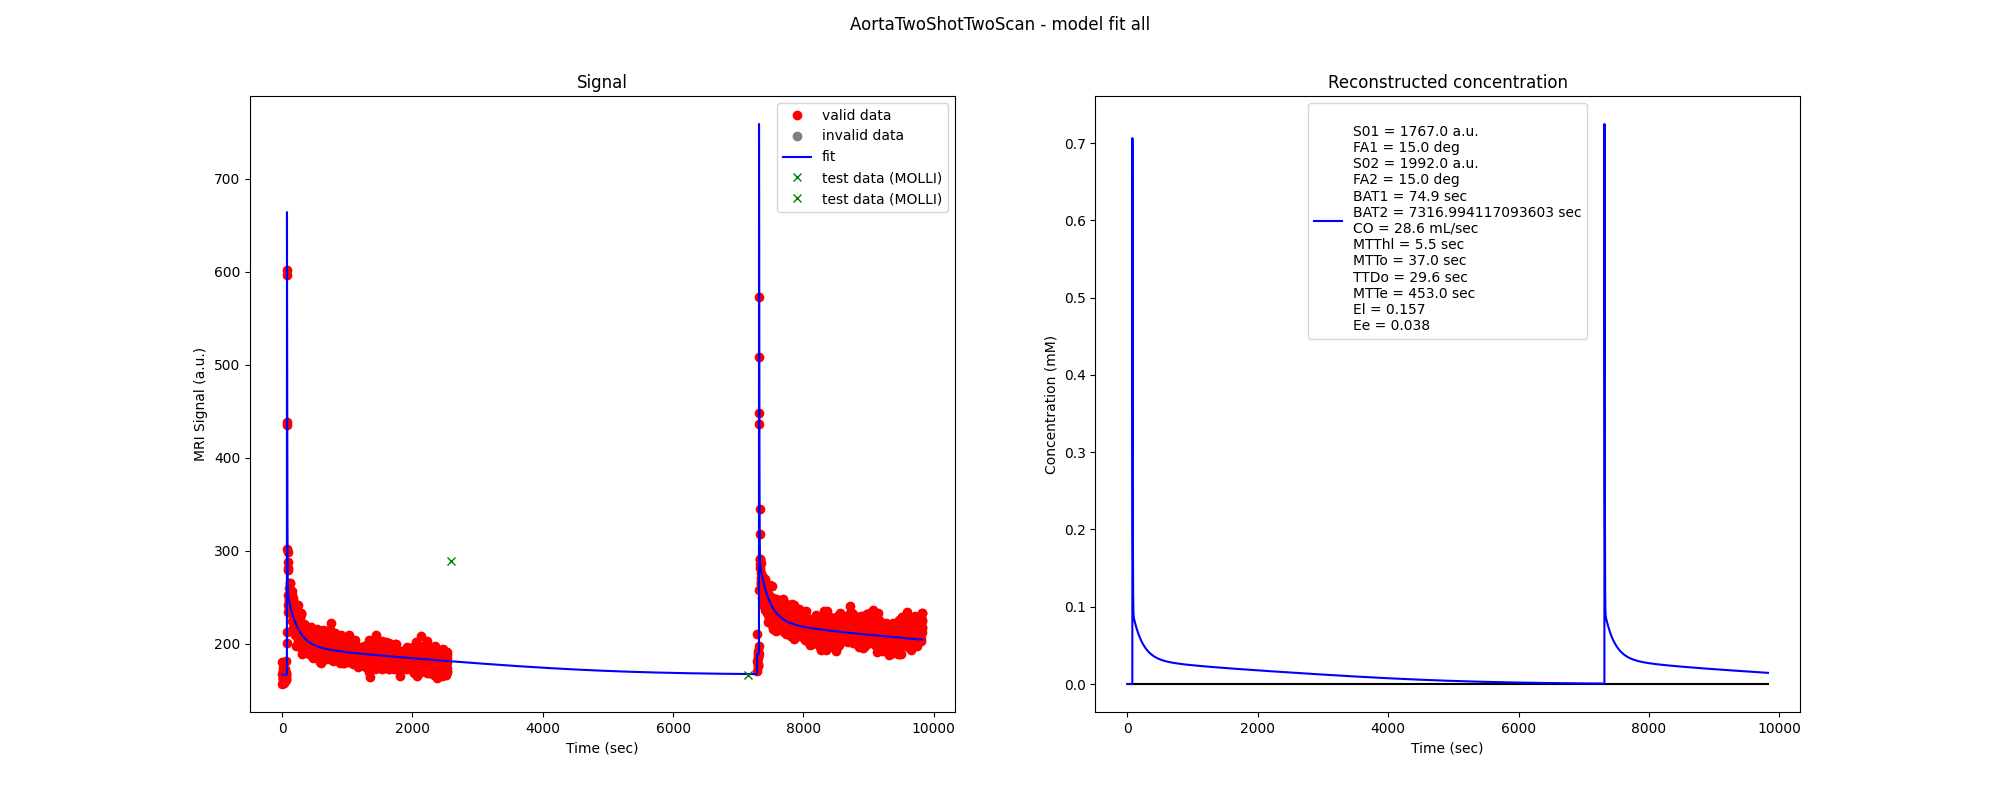 AortaTwoShotTwoScan - model fit all
Signal
valid data
invalid data
fit
test data (MOLLI)
test data (MOLLI)
700
600
500
400
300
200
MRI Signal (a.u.)
0
2000
4000
6000
8000
10000
Time (sec)
Reconstructed concentration
S01 = 1767.0 a.u.
FA1 = 15.0 deg
S02 = 1992.0 a.u.
FA2 = 15.0 deg
BAT1 = 74.9 sec
BAT2 = 7316.994117093603 sec
CO = 28.6 mL/sec
MTThl = 5.5 sec
MTTo = 37.0 sec
TTDo = 29.6 sec
MTTe = 453.0 sec
El = 0.157
Ee = 0.038
0.7
0.6
0.5
0.4
0.3
0.2
0.1
0.0
Concentration (mM)
0
2000
4000
6000
8000
10000
Time (sec)